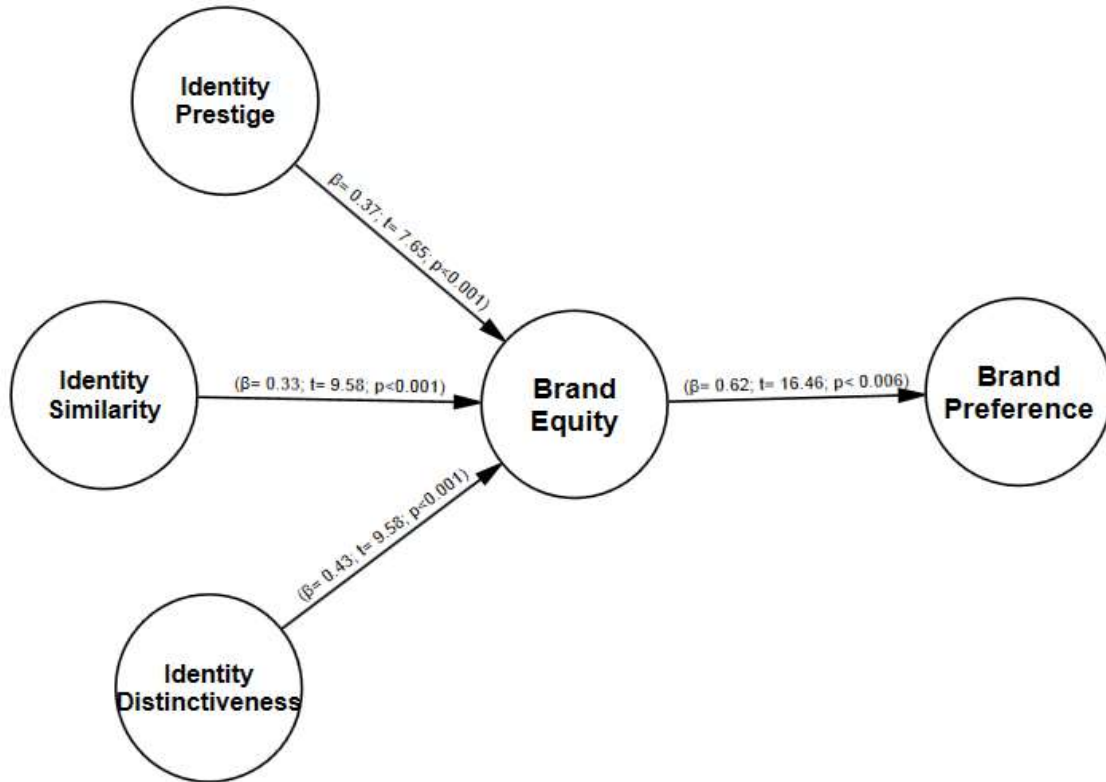 Identity
Prestige
β= 0.37; t= 7.65; p<0.001)
Identity
Similarity
(β= 0.33; t= 9.58; p<0.001)
Brand
Equity
(β= 0.62; t= 16.46; p< 0.006)
Brand
Preference
(β= 0.43; t= 9.58; p<0.001)
Identity
Distinctiveness